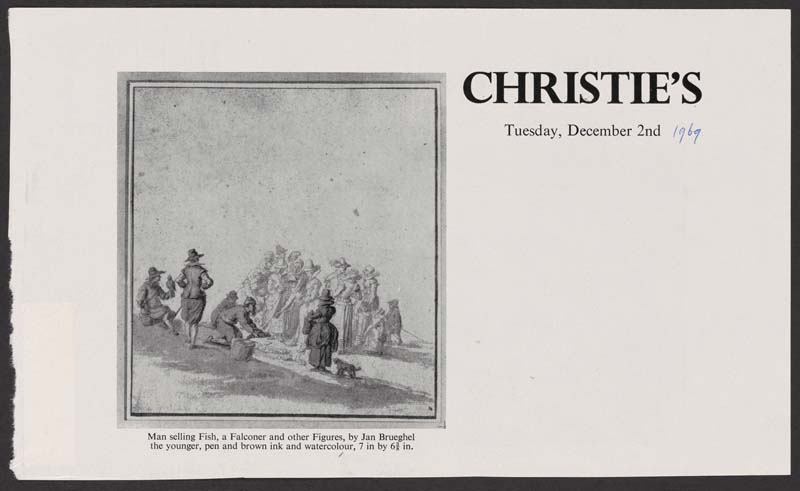 CHRISTIE'S
Tuesday, December 2nd 1969
Man selling Fish, a Falconer and other Figures, by Jan Brueghel
the younger, pen and brown ink and watercolour, 7 in by 6¾ in.